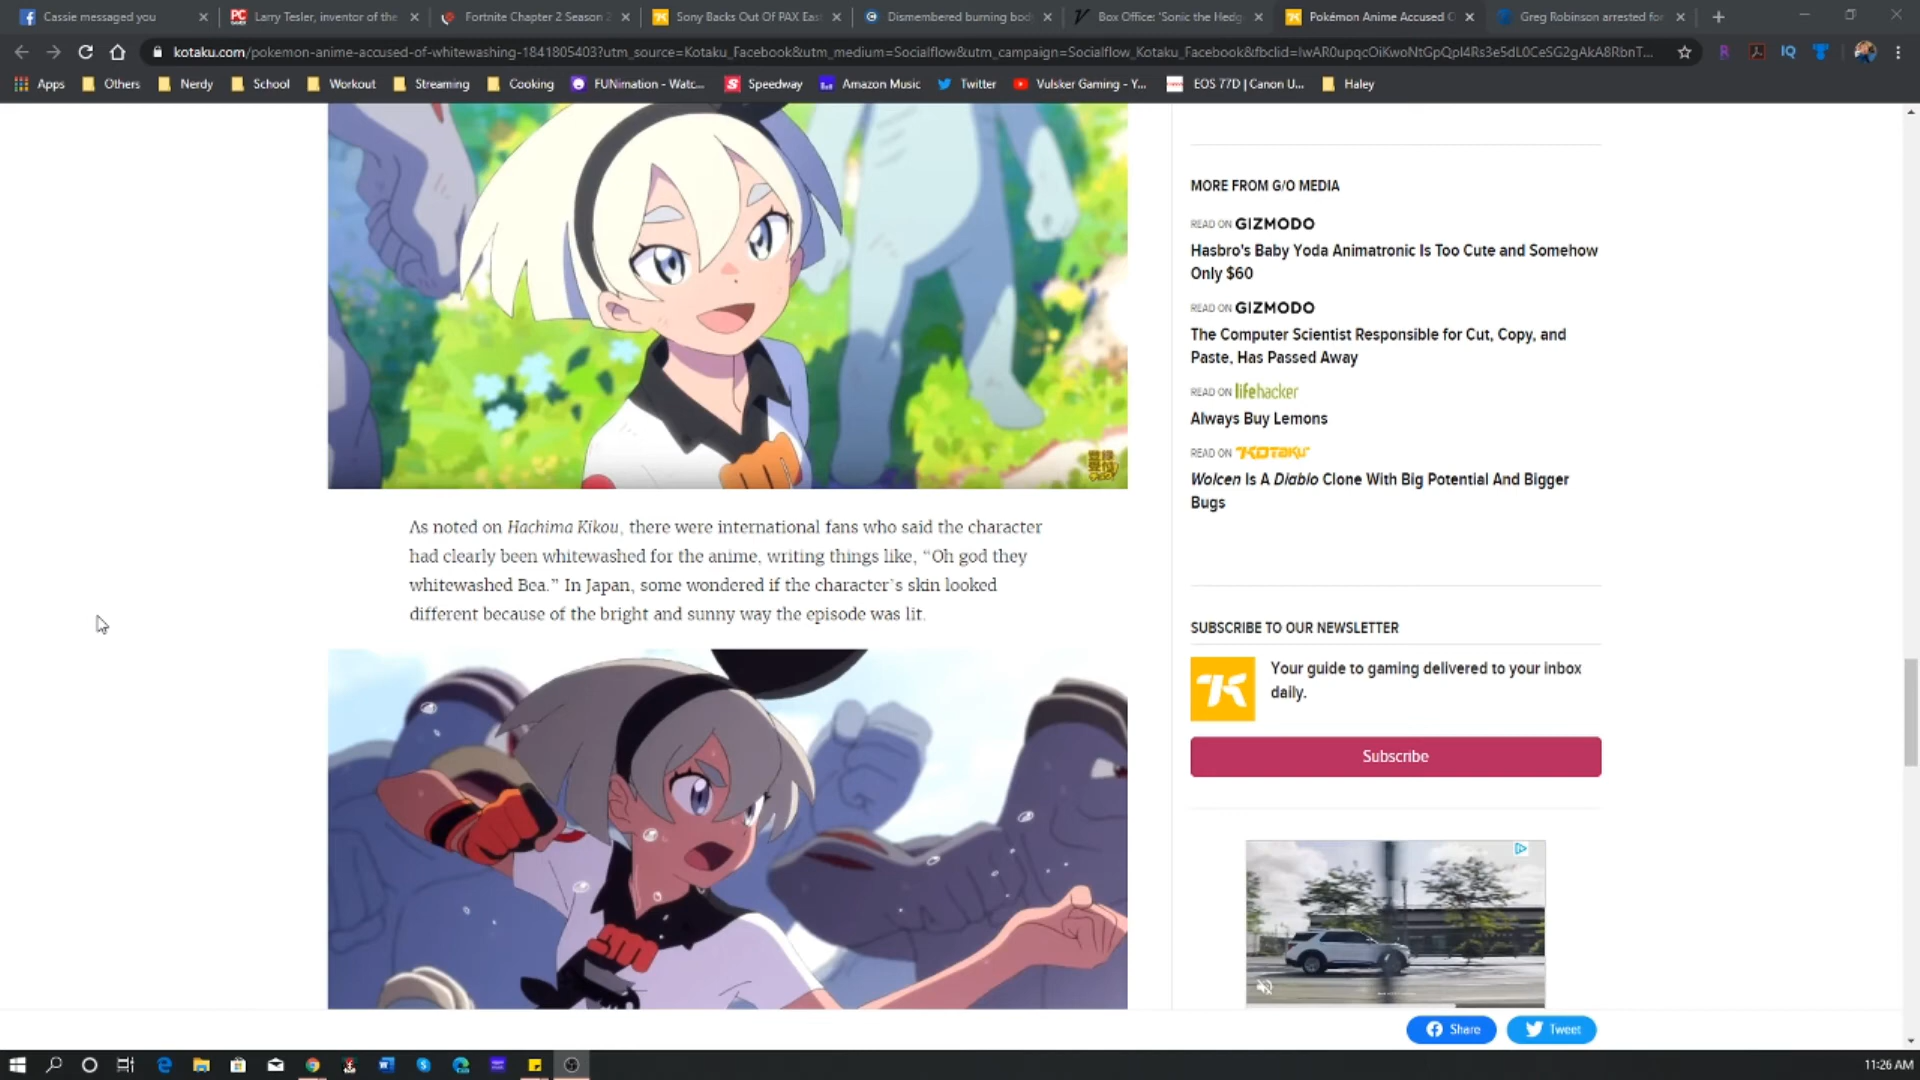 Cassie messaged you
Larry Tesler, inventor of the
Fortnite Chapter 2 Season 2
Sony Backs Out Of PAX Eas
Dismembered burning bod
Box Office: 'Sonic the Hedg
Pokémon Anime Accused O
Greg Robinson arrested for
kotaku.com/pokemon-anime-accused-of-whitewashing-1841805403?utm_source=Kotaku_Facebook&utm_medium=Socialflow&utm_campaign=Socialflow_Kotaku_Facebook&fbclid=IwAR0upqcOiKwoNtGpQpI4Rs3e5dL0CeSG2gAkA8RbnT...
Apps Others Nerdy School Workout Streaming Cooking FUNimation - Watc... Speedway Amazon Music Twitter Vulsker Gaming - Y... EOS 77D | Canon U... Haley
As noted on Hachima Kikou, there were international fans who said the character
had clearly been whitewashed for the anime, writing things like, “Oh god they
whitewashed Bea.” In Japan, some wondered if the character’s skin looked
different because of the bright and sunny way the episode was lit.
MORE FROM G/O MEDIA
READ ON GIZMODO
Hasbro's Baby Yoda Animatronic Is Too Cute and Somehow
Only $60
READ ON GIZMODO
The Computer Scientist Responsible for Cut, Copy, and
Paste, Has Passed Away
READ ON lifehacker
Always Buy Lemons
READ ON KOTAKU
Wolcen Is A Diablo Clone With Big Potential And Bigger
Bugs
SUBSCRIBE TO OUR NEWSLETTER
Your guide to gaming delivered to your inbox
daily.
Subscribe
Share Tweet
11:26 AM